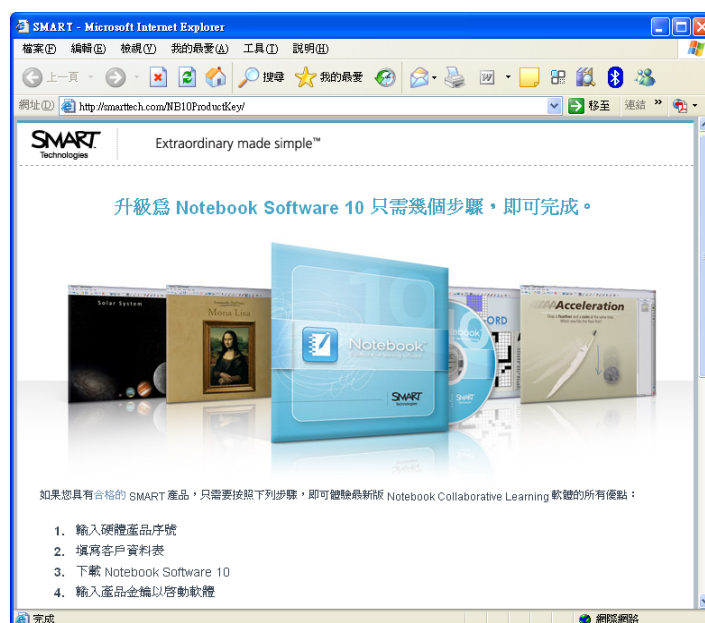 SMART - Microsoft Internet Explorer
檔案(F) 編輯(E) 檢視(V) 我的最愛(A) 工具(T) 說明(H)
上一頁 搜尋 我的最愛
網址(D) http://smarttech.com/NB10ProductKey/ 移至 連結 »
SMART Technologies Extraordinary made simple™
升級為 Notebook Software 10 只需幾個步驟，即可完成。
Solar System
Mona Lisa
Notebook™
SMART Technologies
Acceleration
如果您具有合格的 SMART 產品，只需要按照下列步驟，即可體驗最新版 Notebook Collaborative Learning 軟體的所有優點：
1. 輸入硬體產品序號
2. 填寫客戶資料表
3. 下載 Notebook Software 10
4. 輸入產品金鑰以啓動軟體
完成 網際網路